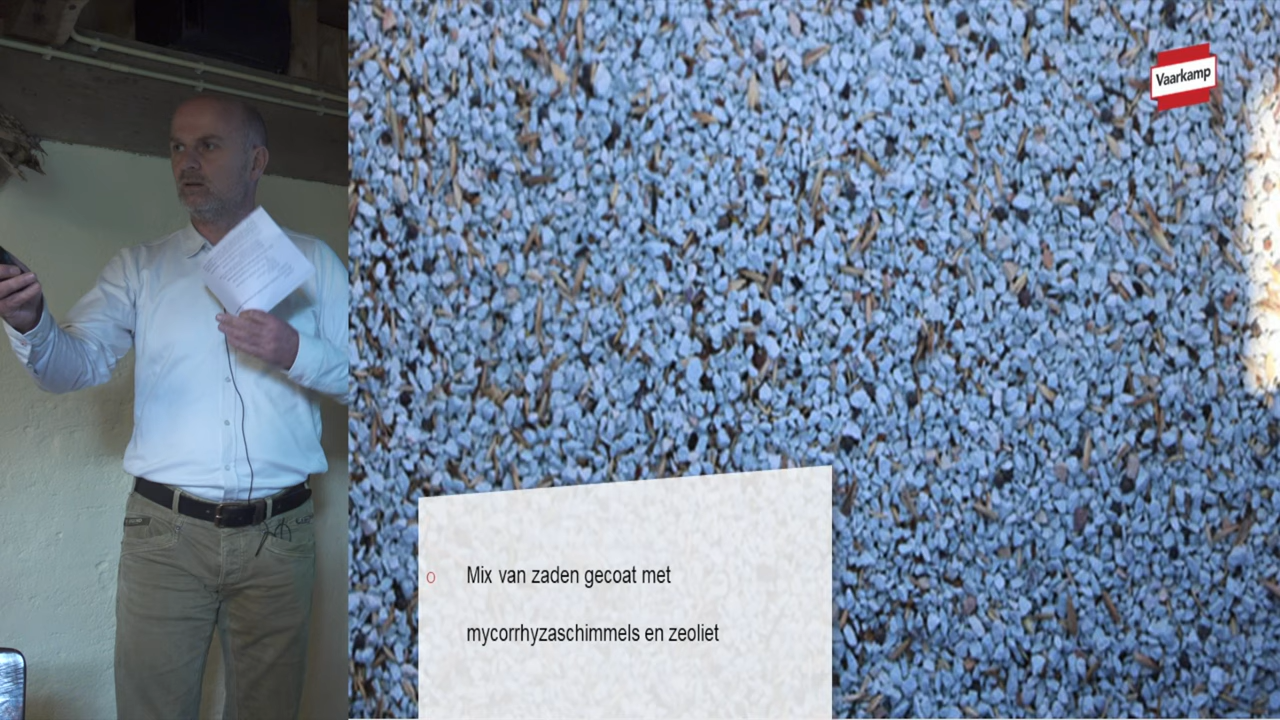 Vaarkamp
o Mix van zaden gecoat met
mycorrhyzaschimmels en zeoliet